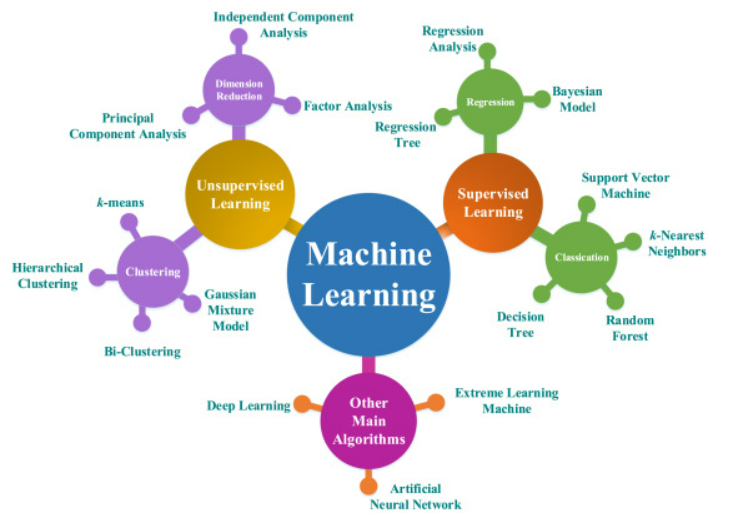 Independent Component
Analysis
Dimension
Reduction
Factor Analysis
Principal
Component Analysis
Unsupervised
Learning
k-means
Clustering
Hierarchical
Clustering
Gaussian
Mixture
Model
Bi-Clustering
Machine
Learning
Regression
Analysis
Regression
Bayesian
Model
Regression
Tree
Supervised
Learning
Support Vector
Machine
k-Nearest
Neighbors
Classication
Decision
Tree
Random
Forest
Other
Main
Algorithms
Deep Learning
Extreme Learning
Machine
Artificial
Neural Network